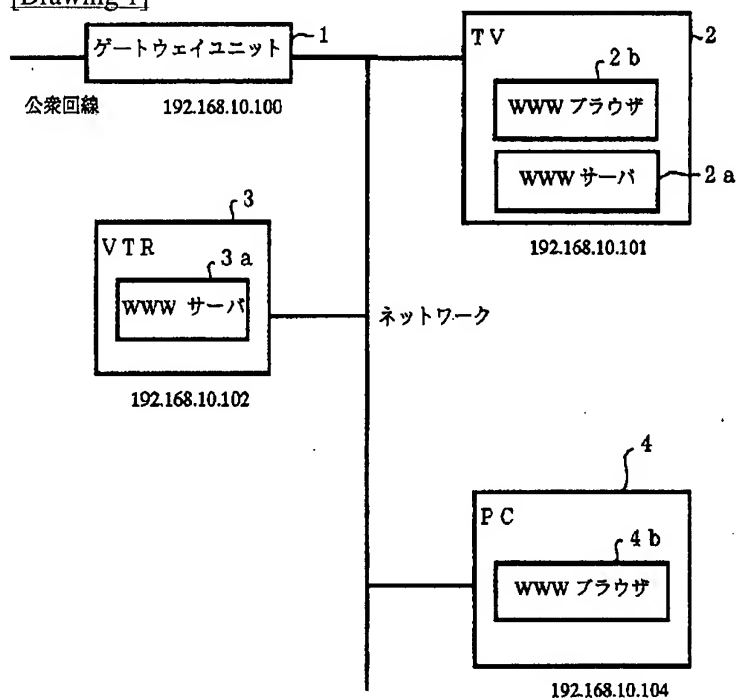 [Drawing 1]
ゲートウェイユニット
1
公衆回線
192.168.10.100
TV
2
2b
WWW ブラウザ
WWW サーバ
2a
192.168.10.101
3
VTR
3a
WWW サーバ
192.168.10.102
ネットワーク
4
PC
4b
WWW ブラウザ
192.168.10.104